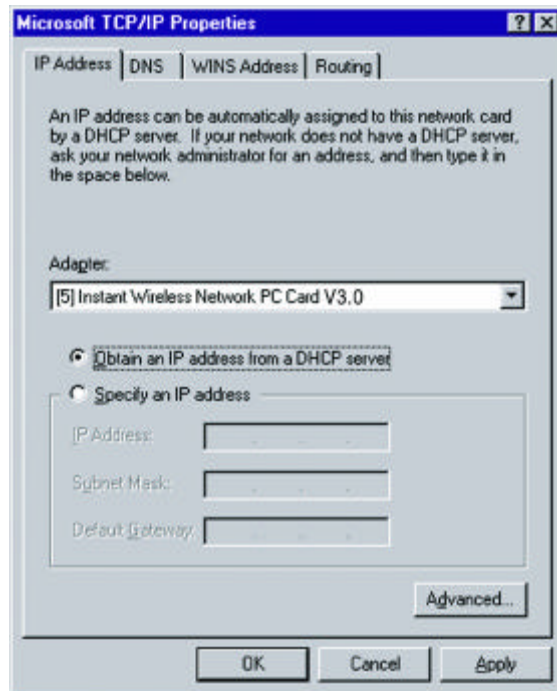 Microsoft TCP/IP Properties
IP Address DNS WINS Address Routing
An IP address can be automatically assigned to this network card
by a DHCP server. If your network does not have a DHCP server,
ask your network administrator for an address, and then type it in
the space below.
Adapter:
[5] Instant Wireless Network PC Card V3.0
Obtain an IP address from a DHCP server
Specify an IP address
IP Address:
Subnet Mask:
Default Gateway:
Advanced...
OK Cancel Apply